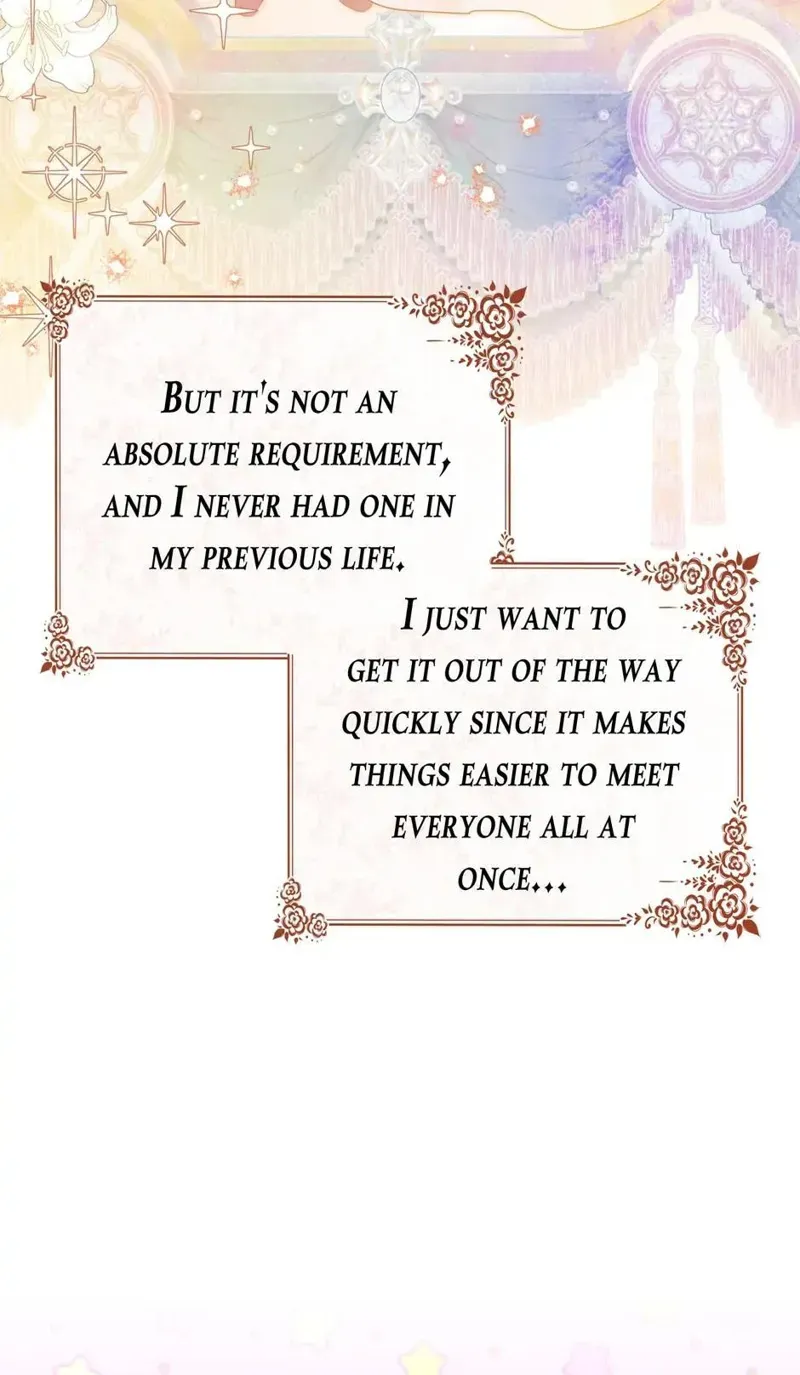 BUT IT'S NOT AN
ABSOLUTE REQUIREMENT,
AND I NEVER HAD ONE IN
MY PREVIOUS LIFE.
I JUST WANT TO
GET IT OUT OF THE WAY
QUICKLY SINCE IT MAKES
THINGS EASIER TO MEET
EVERYONE ALL AT
ONCE...